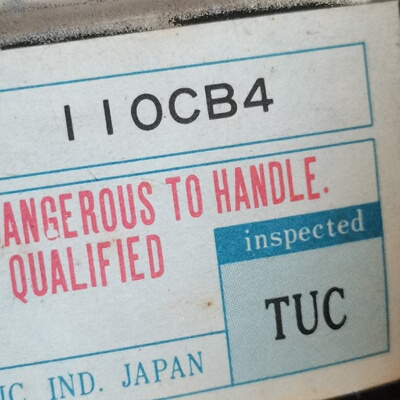 110CB4
ANGEROUS TO HANDLE.
QUALIFIED
inspected
TUC
IC IND. JAPAN